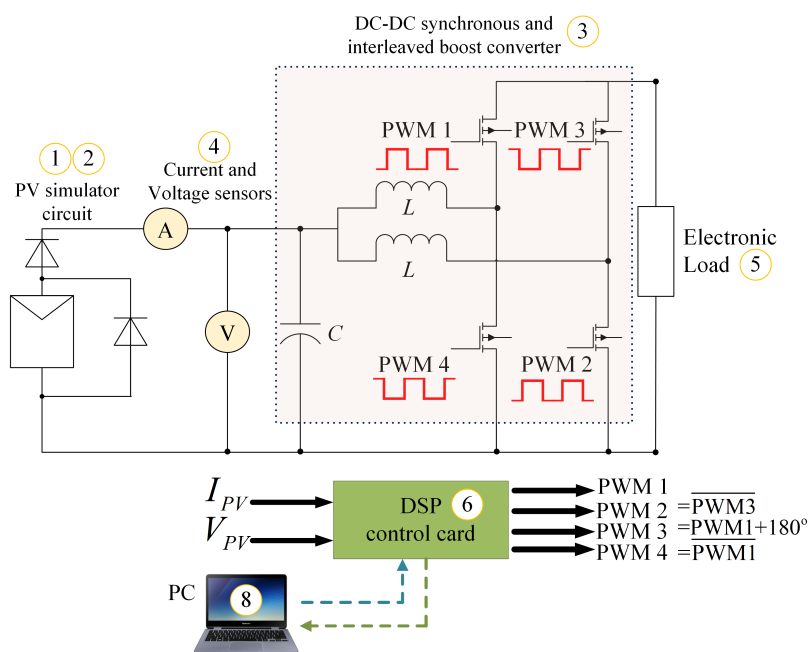 DC-DC synchronous and
interleaved boost converter 3
1 2
PV simulator
circuit
4
Current and
Voltage sensors
A
V
C
L
L
PWM 1
PWM 3
PWM 4
PWM 2
Electronic
Load 5
I_PV
V_PV
DSP 6
control card
PWM 1
PWM 2 =PWM3
PWM 3 =PWM1+180º
PWM 4 =PWM1
PC
8